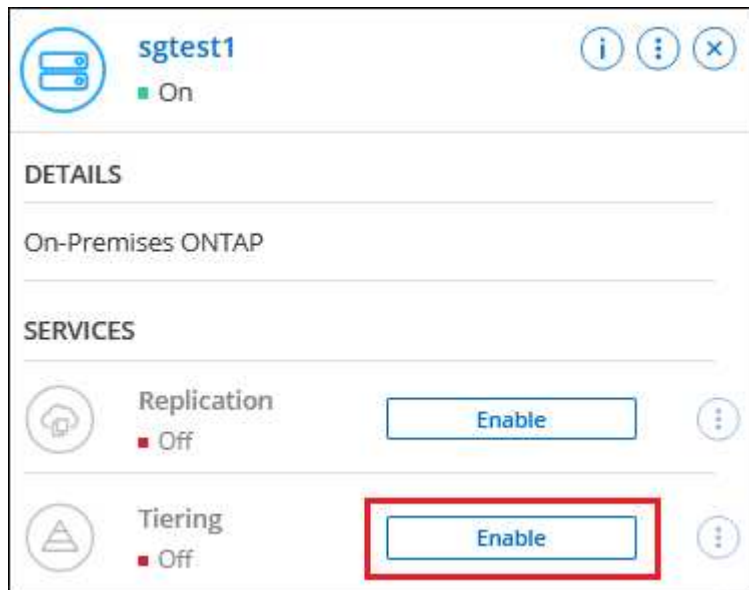 sgtest1
On
DETAILS
On-Premises ONTAP
SERVICES
Replication
Off
Enable
Tiering
Off
Enable